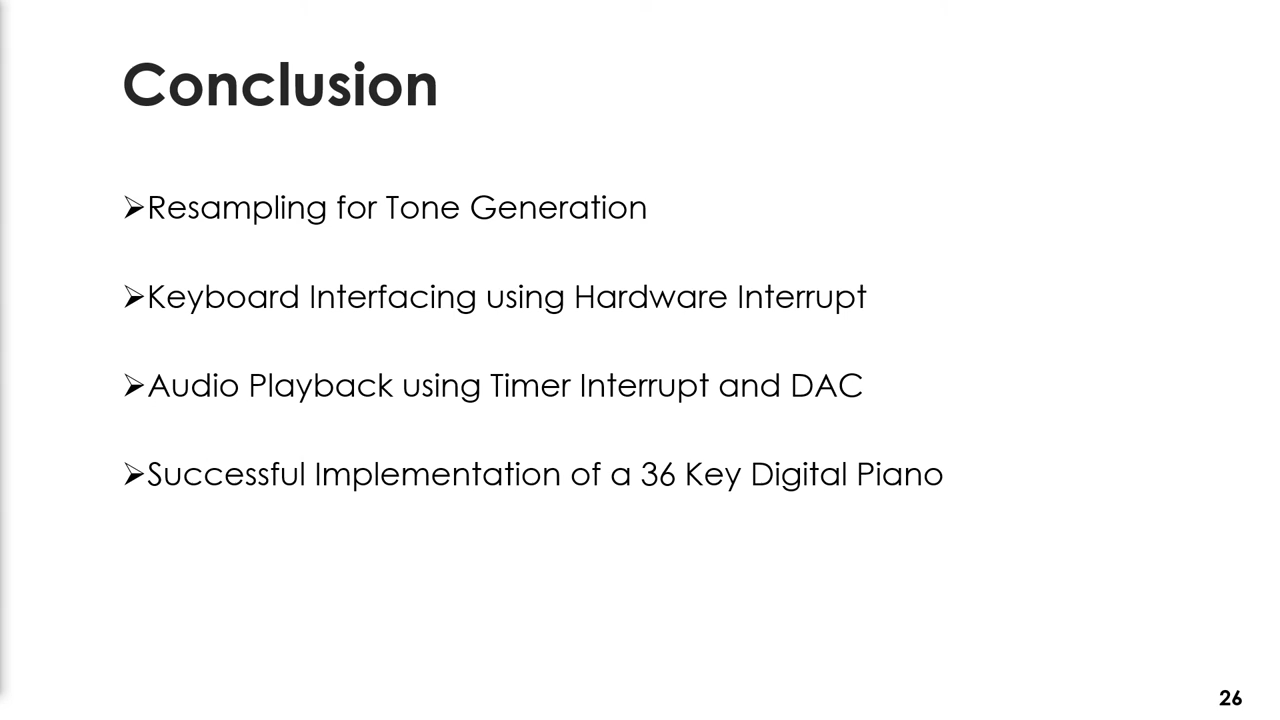 Conclusion
➢Resampling for Tone Generation
➢Keyboard Interfacing using Hardware Interrupt
➢Audio Playback using Timer Interrupt and DAC
➢Successful Implementation of a 36 Key Digital Piano
26